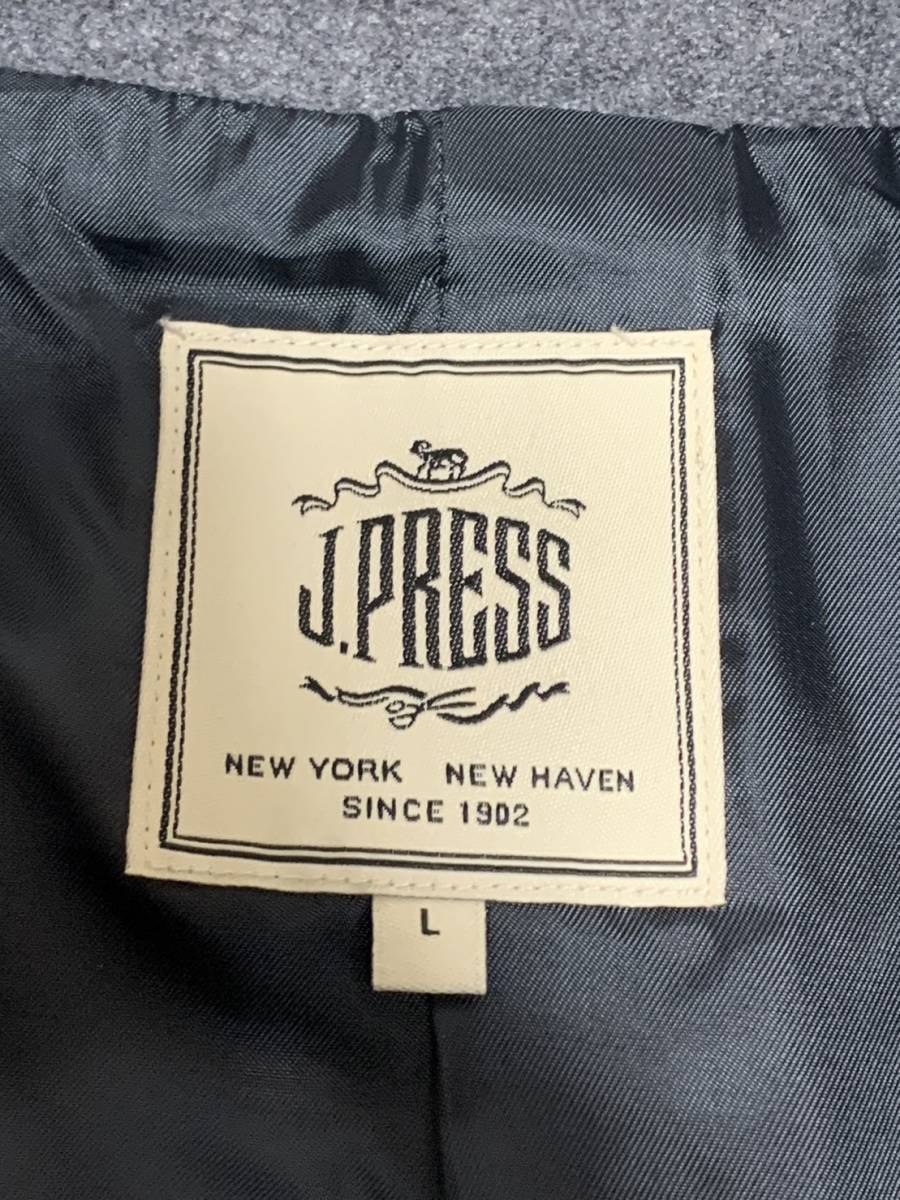 J.PRESS
NEW YORK NEW HAVEN
SINCE 1902
L